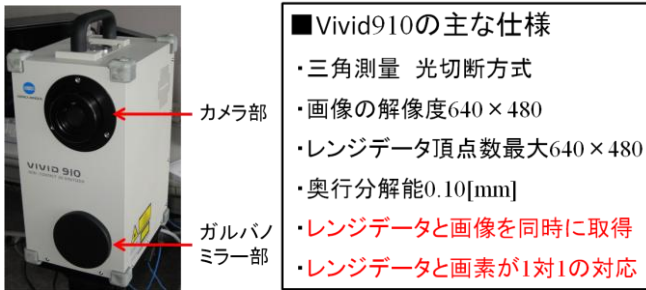 VIVID 910
カメラ部
ガルバノ
ミラー部
■Vivid910の主な仕様
・三角測量 光切断方式
・画像の解像度640×480
・レンジデータ頂点数最大640×480
・奥行分解能0.10[mm]
・レンジデータと画像を同時に取得
・レンジデータと画素が1対1の対応